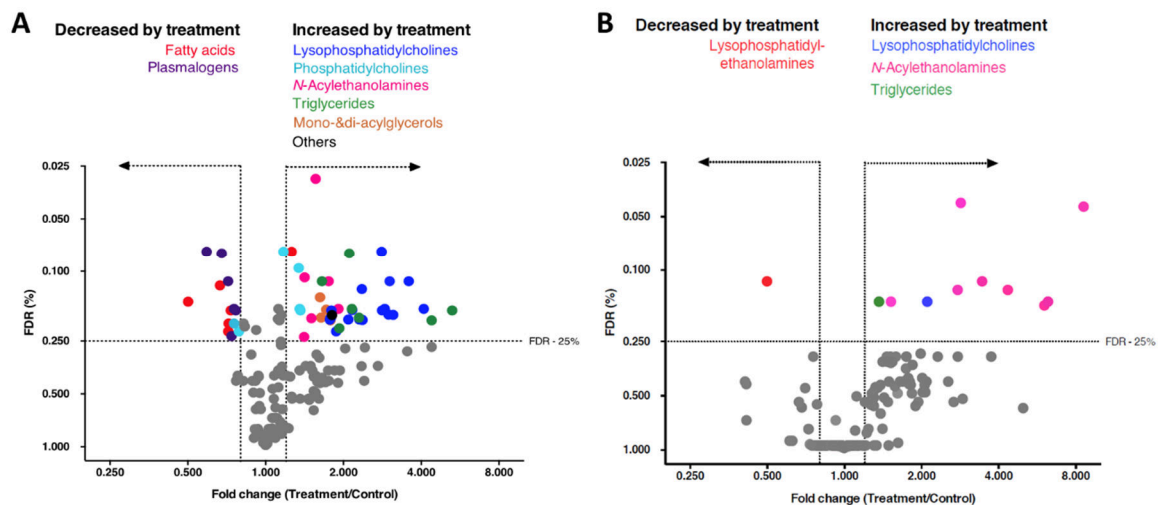 A
Decreased by treatment
Fatty acids
Plasmalogens
Increased by treatment
Lysophosphatidylcholines
Phosphatidylcholines
N-Acylethanolamines
Triglycerides
Mono-&di-acylglycerols
Others
0.025
0.050
0.100
0.250
0.500
1.000
FDR (%)
FDR - 25%
0.250
0.500
1.000
2.000
4.000
8.000
Fold change (Treatment/Control)
B
Decreased by treatment
Lysophosphatidyl-
ethanolamines
Increased by treatment
Lysophosphatidylcholines
N-Acylethanolamines
Triglycerides
0.025
0.050
0.100
0.250
0.500
1.000
FDR (%)
FDR - 25%
0.250
0.500
1.000
2.000
4.000
8.000
Fold change (Treatment/Control)